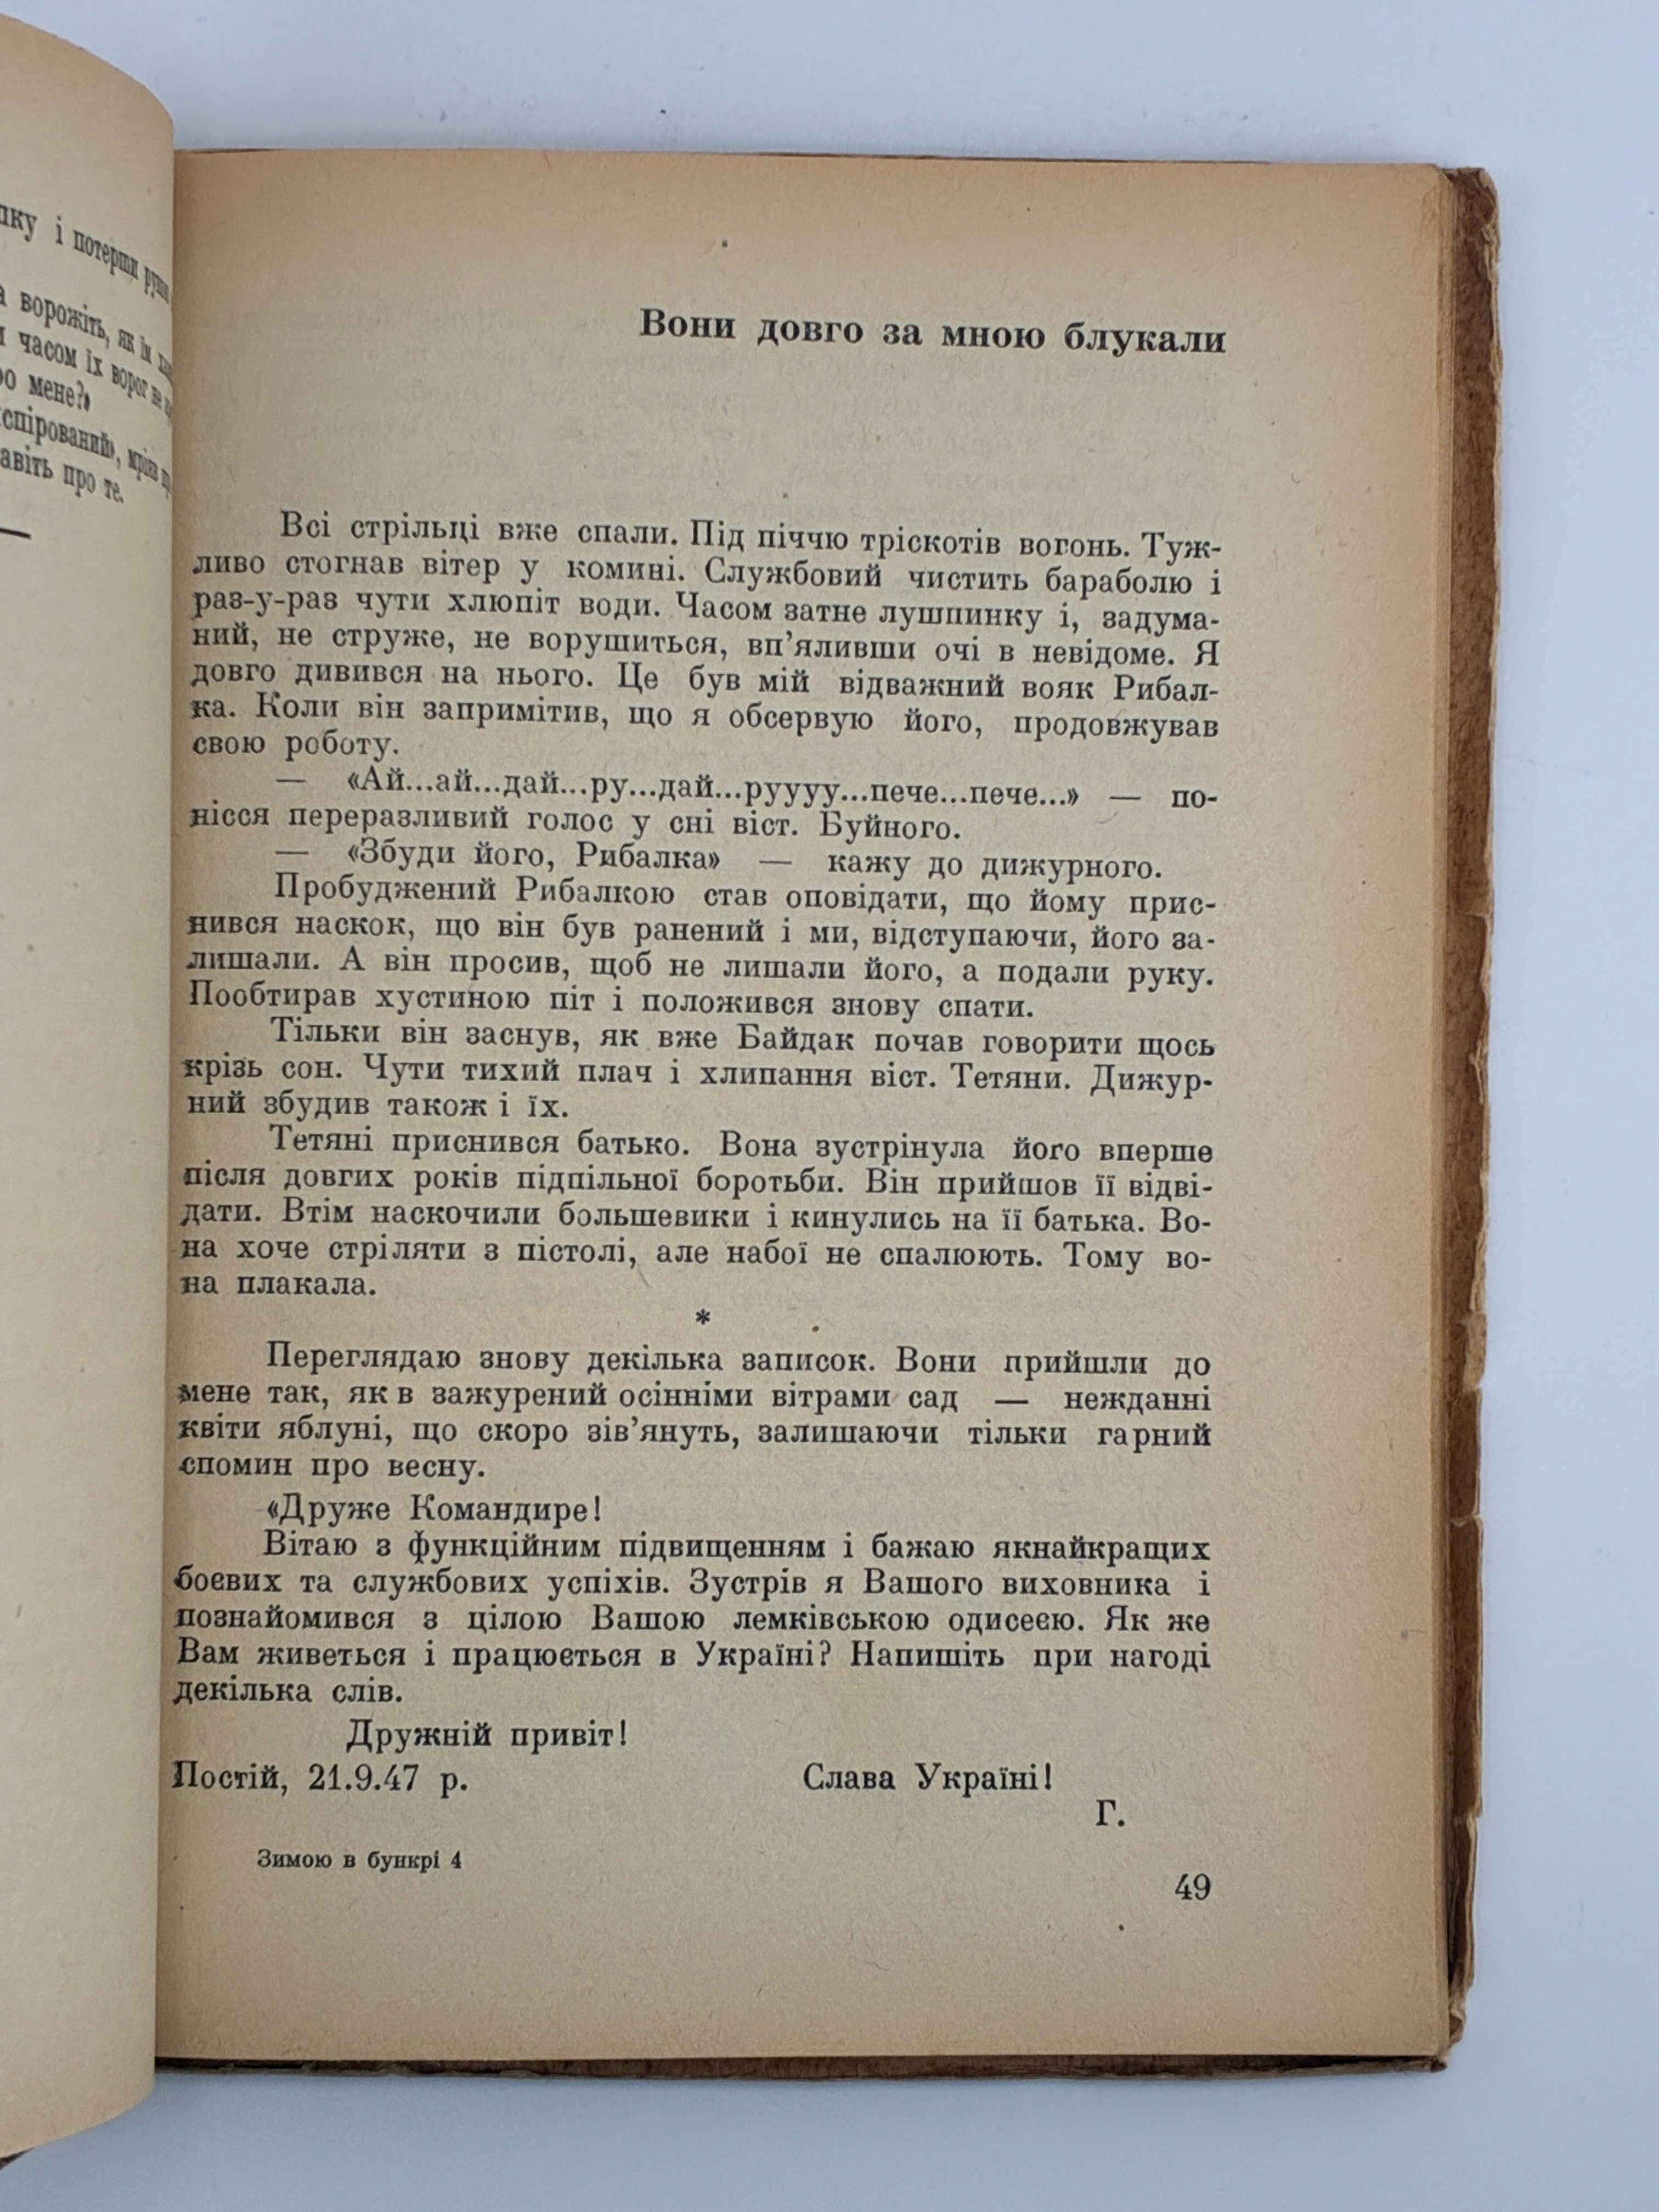 і потерши
ворожіть, як їм
часом їх ворог не
мене?»
про те.
Вони довго за мною блукали
Всі стрільці вже спали. Під піччю тріскотів вогонь. Туж-
ливо стогнав вітер у комині. Службовий чистить бараболю і
раз-у-раз чути хлюпіт води. Часом затне лушпинку і, задума-
ний, не струже, не ворушиться, вп’яливши очі в невідоме. Я
довго дивився на нього. Це був мій відважний вояк Рибал-
ка. Коли він запримітив, що я обсервую його, продовжував
свою роботу.
— «Ай...ай...дай...ру...дай...руууу...пече...пече...» — по-
нісся переразливий голос у сні віст. Буйного.
— «Збуди його, Рибалка» — кажу до дижурного.
Пробуджений Рибалкою став оповідати, що йому прис-
нився наскок, що він був ранений і ми, відступаючи, його за-
лишали. А він просив, щоб не лишали його, а подали руку.
Пообтирав хустиною піт і положився знову спати.
Тільки він заснув, як вже Байдак почав говорити щось
крізь сон. Чути тихий плач і хлипання віст. Тетяни. Дижур-
ний збудив також і їх.
Тетяні приснився батько. Вона зустрінула його вперше
після довгих років підпільної боротьби. Він прийшов її відві-
дати. Втім наскочили большевики і кинулись на її батька. Во-
на хоче стріляти з пістолі, але набої не спалюють. Тому во-
на плакала.
*
Переглядаю знову декілька записок. Вони прийшли до
мене так, як в зажурений осінніми вітрами сад — нежданні
квіти яблуні, що скоро зів’януть, залишаючи тільки гарний
спомин про весну.
«Друже Командире!
Вітаю з функційним підвищенням і бажаю якнайкращих
боєвих та службових успіхів. Зустрів я Вашого виховника і
познайомився з цілою Вашою лемківською одисеєю. Як же
Вам живеться і працюється в Україні? Напишіть при нагоді
декілька слів.
Дружній привіт!
Постій, 21.9.47 р. Слава Україні!
Г.
Зимою в бункрі 4
49